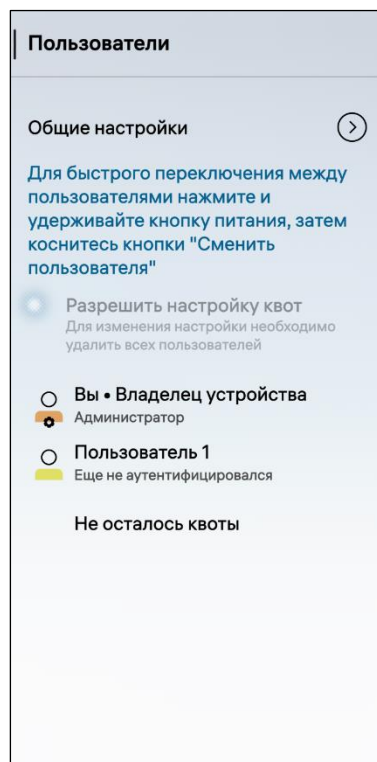 Пользователи
Общие настройки
Для быстрого переключения между
пользователями нажмите и
удерживайте кнопку питания, затем
коснитесь кнопки "Сменить
пользователя"
Разрешить настройку квот
Для изменения настройки необходимо
удалить всех пользователей
Вы • Владелец устройства
Администратор
Пользователь 1
Еще не аутентифицировался
Не осталось квоты